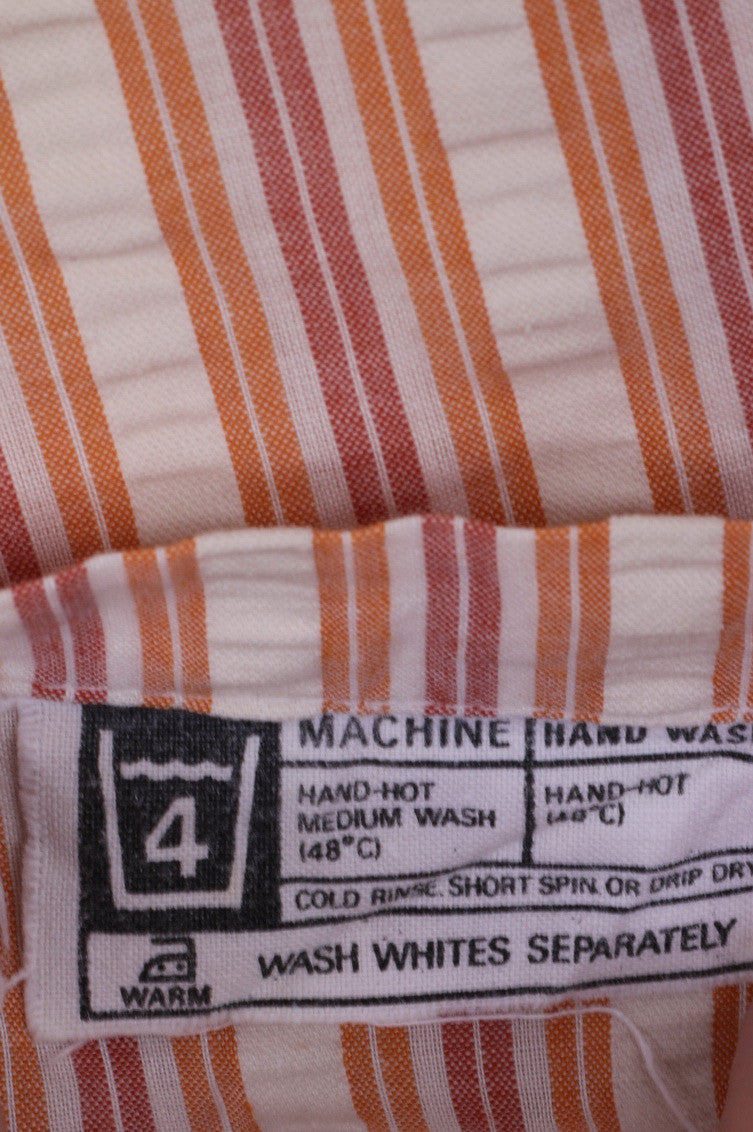 MACHINE HAND WAS
4
HAND-HOT
MEDIUM WASH
(48°C)
HAND-HOT
(48°C)
COLD RINSE. SHORT SPIN. OR DRIP DRY
WARM
WASH WHITES SEPARATELY